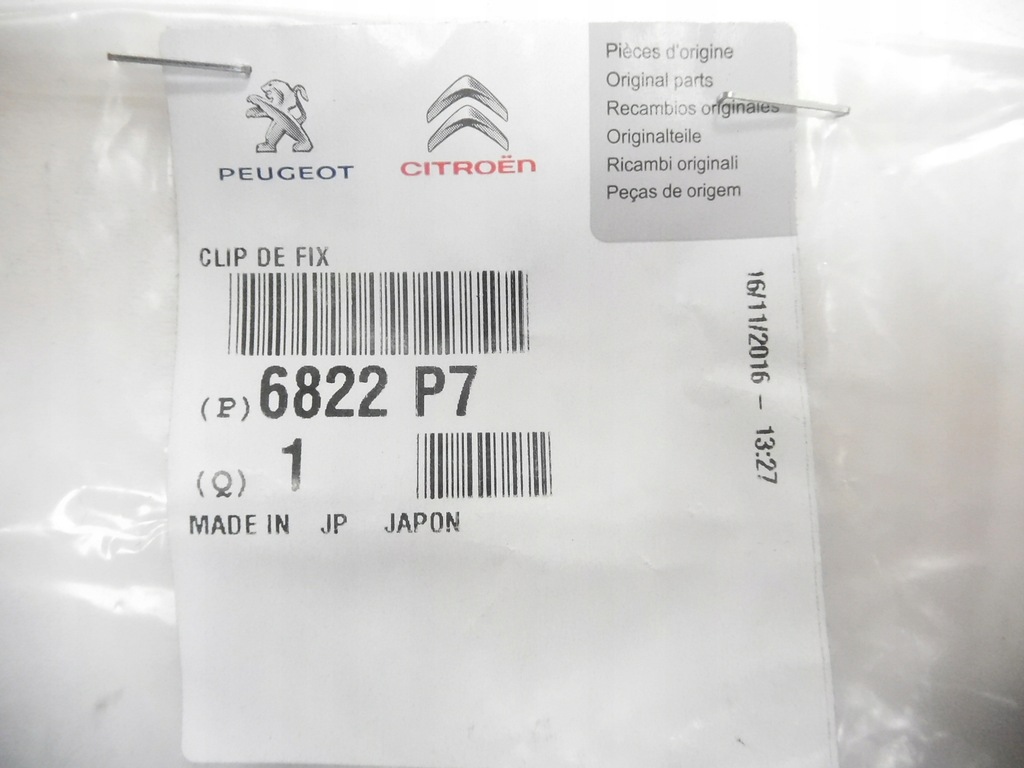 PEUGEOT
CITROËN
Pièces d'origine
Original parts
Recambios originales
Originalteile
Ricambi originali
Peças de origem
CLIP DE FIX
(P) 6822 P7
(Q) 1
MADE IN JP JAPON
16/11/2016 - 13:27